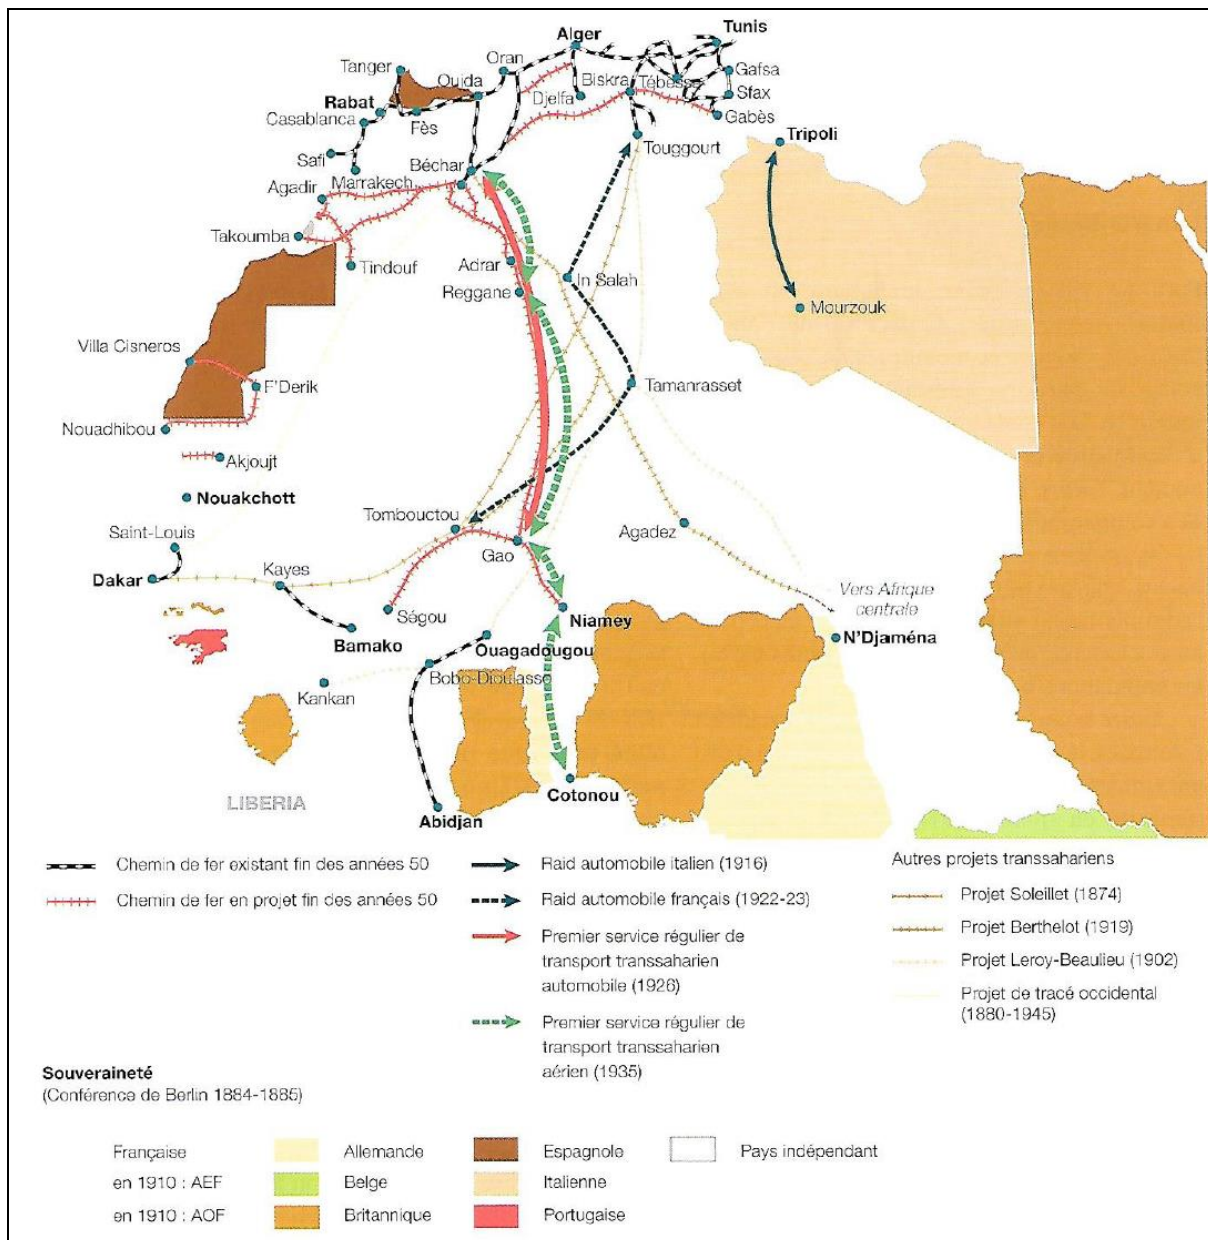 Alger
Tunis
Tanger
Oran
Oujda
Biskra
Tébessa
Gafsa
Rabat
Djelfa
Sfax
Casablanca
Fès
Gabès
Tripoli
Safi
Béchar
Touggourt
Marrakech
Agadir
Takoumba
Tindouf
Adrar
In Salah
Reggane
Mourzouk
Villa Cisneros
F'Derik
Tamanrasset
Nouadhibou
Akjoujt
Nouakchott
Tombouctou
Saint-Louis
Gao
Agadez
Dakar
Kayes
Vers Afrique
centrale
Ségou
Niamey
Bamako
Ouagadougou
N'Djaména
Bobo-Dioulasso
Kankan
LIBERIA
Cotonou
Abidjan
Chemin de fer existant fin des années 50
Chemin de fer en projet fin des années 50
Raid automobile italien (1916)
Raid automobile français (1922-23)
Premier service régulier de
transport transsaharien
automobile (1926)
Premier service régulier de
transport transsaharien
aérien (1935)
Autres projets transsahariens
Projet Soleillet (1874)
Projet Berthelot (1919)
Projet Leroy-Beaulieu (1902)
Projet de tracé occidental
(1880-1945)
Souveraineté
(Conférence de Berlin 1884-1885)
Française
Allemande
Espagnole
Pays indépendant
en 1910 : AEF
Belge
Italienne
en 1910 : AOF
Britannique
Portugaise